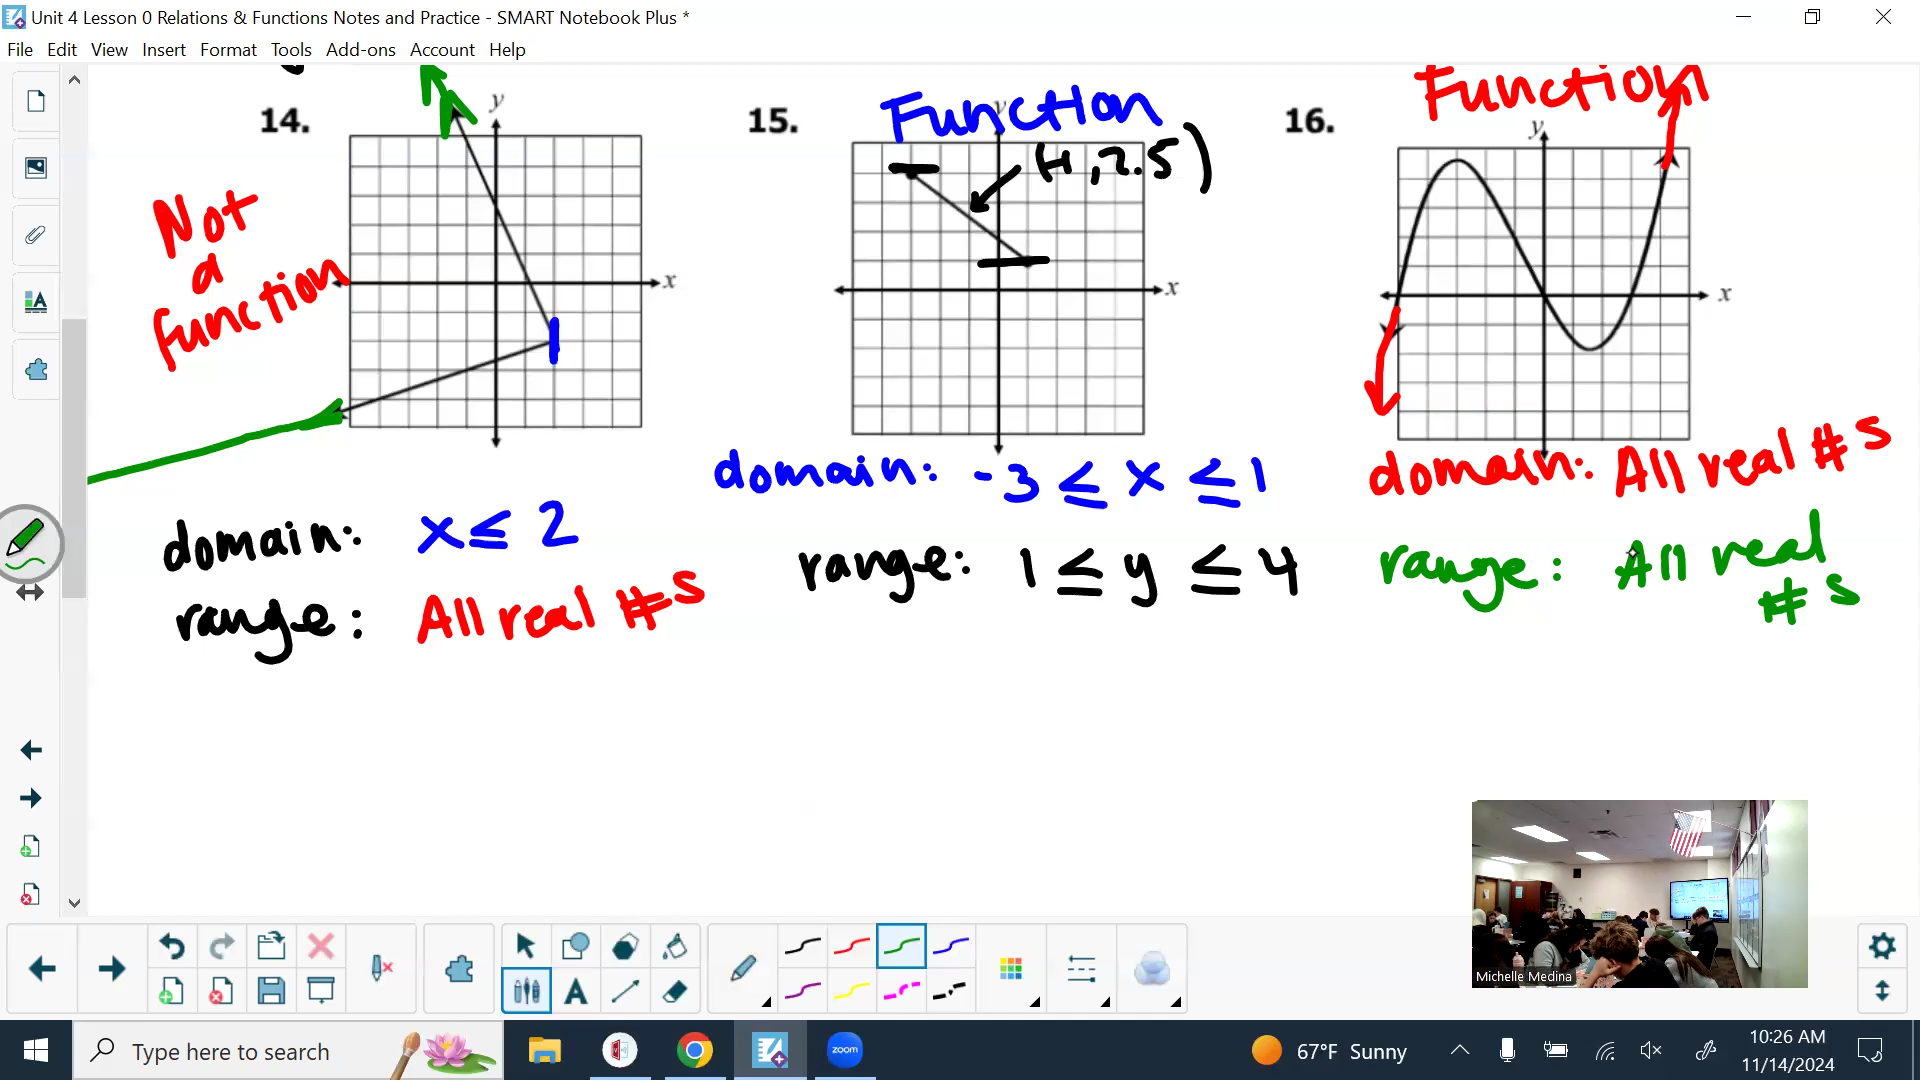 Unit 4 Lesson 0 Relations & Functions Notes and Practice - SMART Notebook Plus *
File Edit View Insert Format Tools Add-ons Account Help
14.
y
x
Not
a
function
domain: x ≤ 2
range: All real #s
15.
Function
y
, 2.5)
x
domain: -3 ≤ x ≤ 1
range: 1 ≤ y ≤ 4
16.
Function
y
x
domain: All real #s
range: All real
#s
Michelle Medina
Type here to search
zoom
67°F Sunny
10:26 AM
11/14/2024